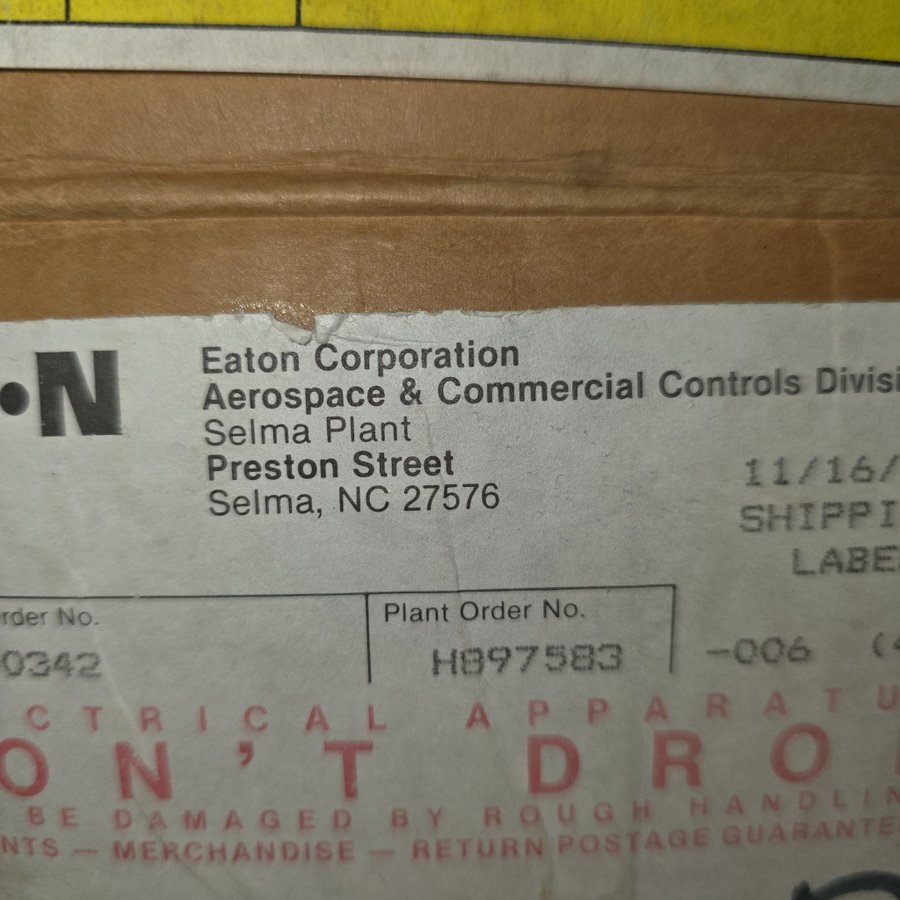 •N
Eaton Corporation
Aerospace & Commercial Controls Divisi
Selma Plant
Preston Street
Selma, NC 27576
11/16/
SHIPPI
LABE
rder No.
Plant Order No.
0342
H897583
-006 (4
CTRICAL APPARATU
ON'T DRO
BE DAMAGED BY ROUGH HANDLIN
NTS — MERCHANDISE — RETURN POSTAGE GUARANTE